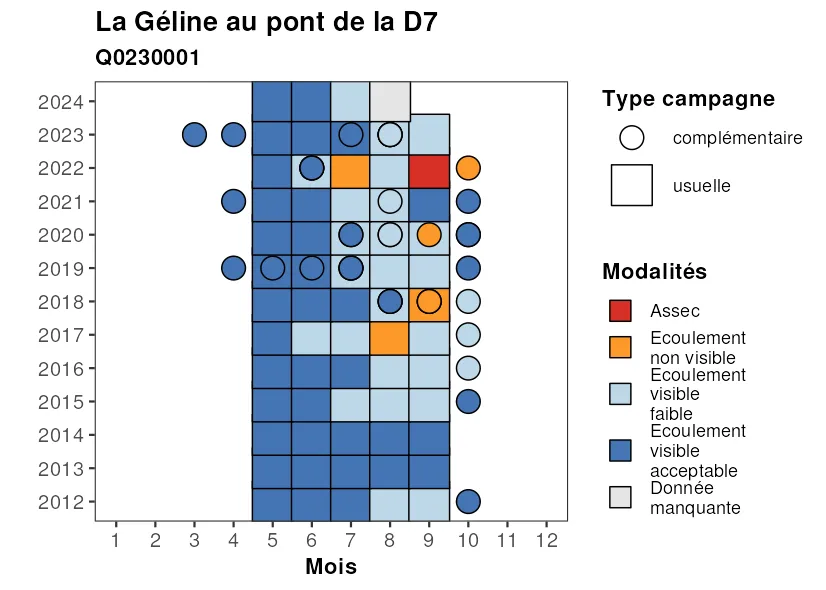 La Géline au pont de la D7
Q0230001
2024
2023
2022
2021
2020
2019
2018
2017
2016
2015
2014
2013
2012
1 2 3 4 5 6 7 8 9 10 11 12
Mois
Type campagne
complémentaire
usuelle
Modalités
Assec
Ecoulement
non visible
Ecoulement
visible
faible
Ecoulement
visible
acceptable
Donnée
manquante